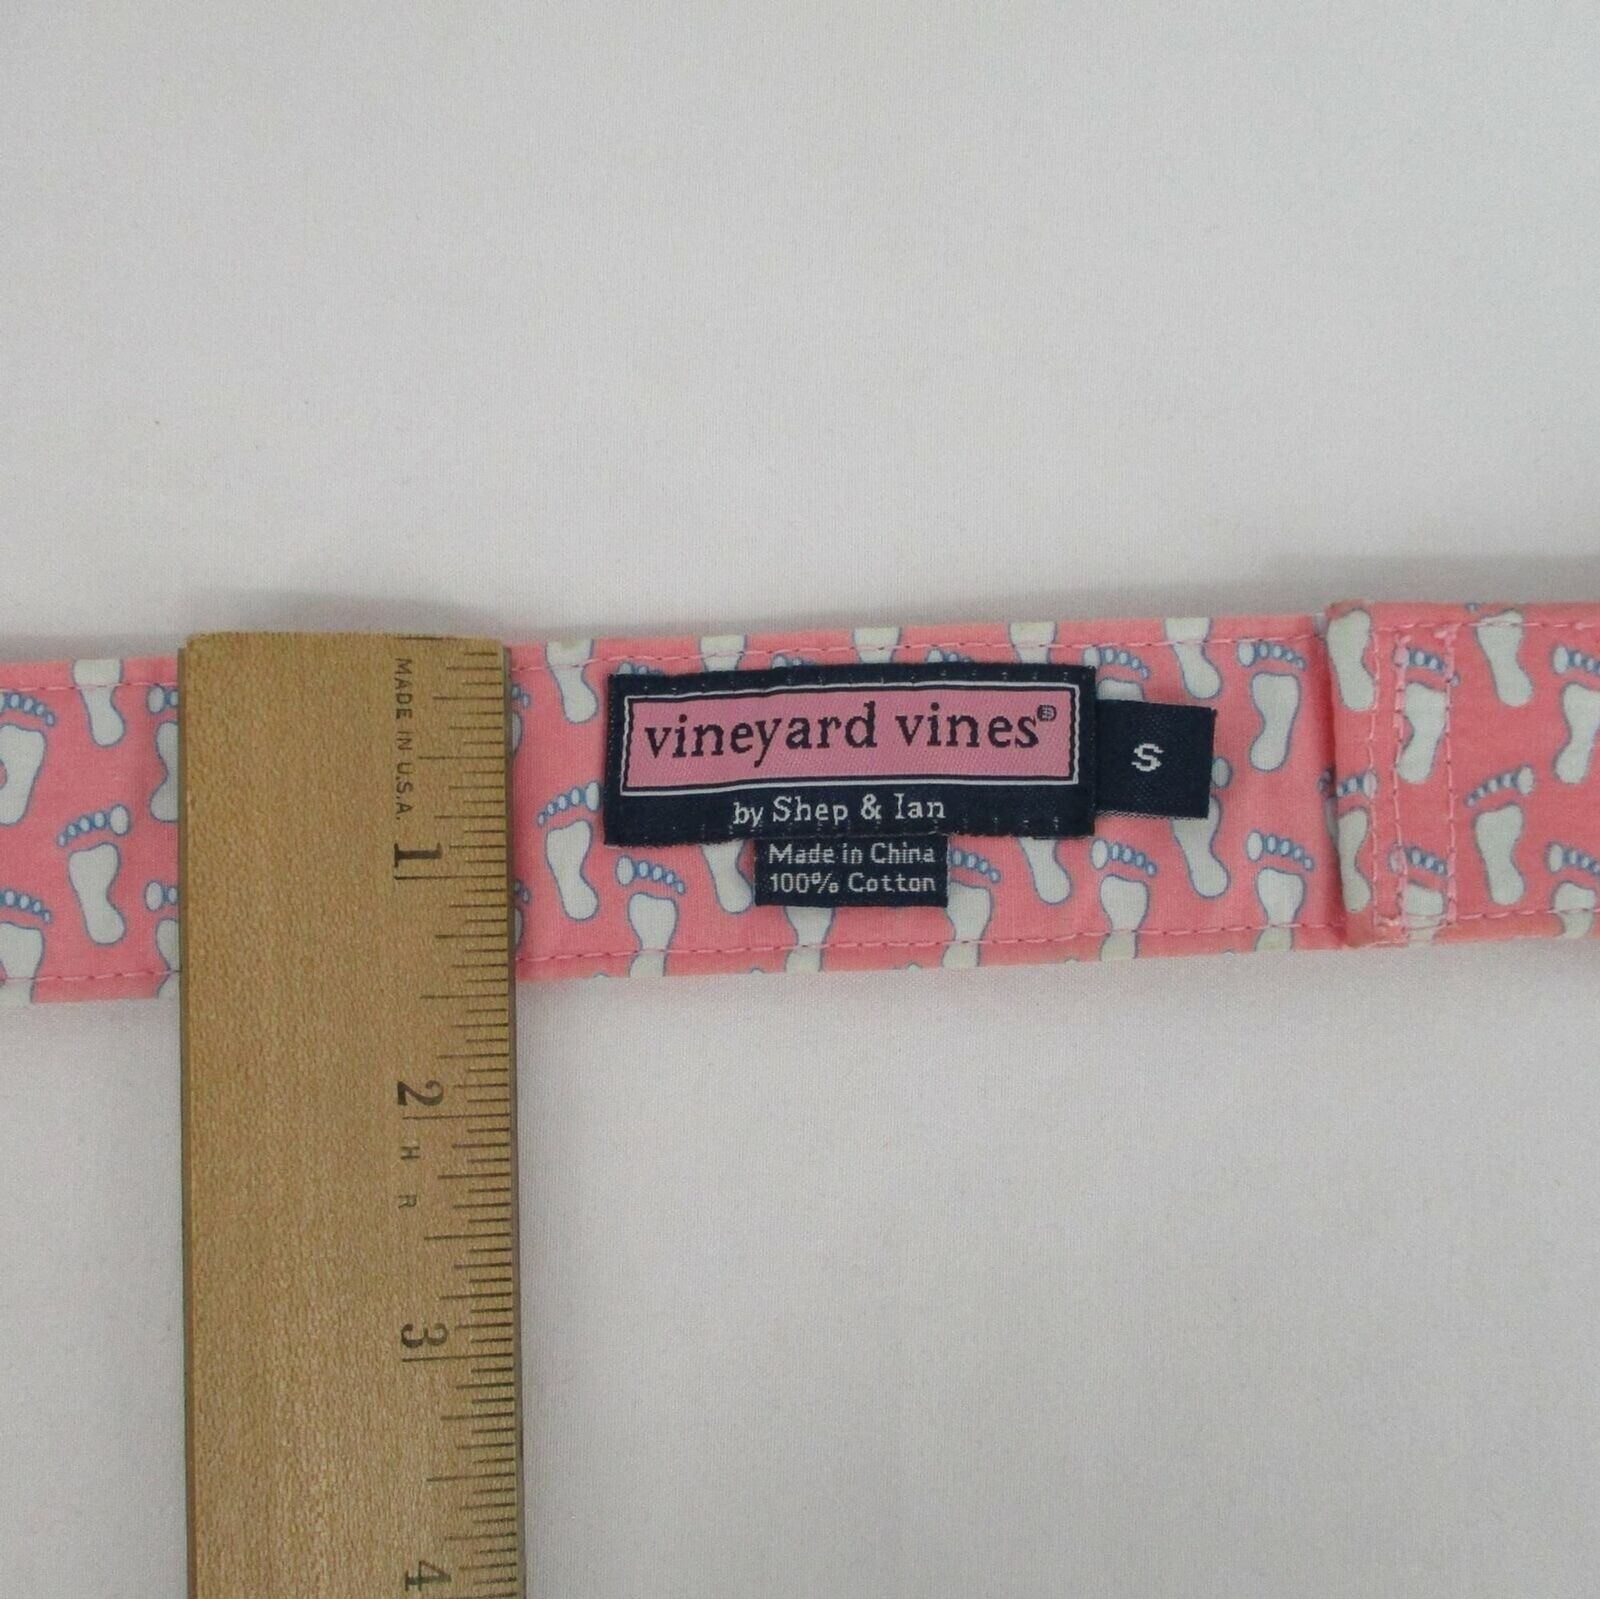 vineyard vines®
by Shep & Ian
S
Made in China
100% Cotton
MADE IN U.S.A.
1
2
H R
3
4